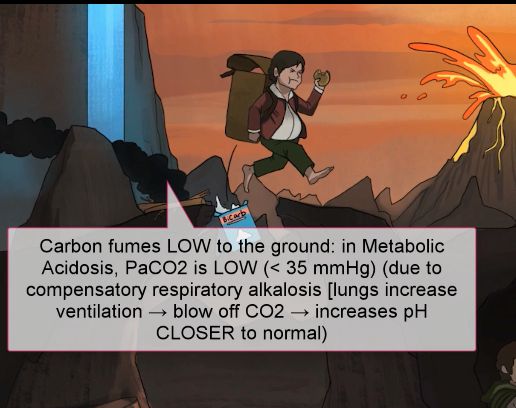 Bicarb
Carbon fumes LOW to the ground: in Metabolic
Acidosis, PaCO2 is LOW (< 35 mmHg) (due to
compensatory respiratory alkalosis [lungs increase
ventilation → blow off CO2 → increases pH
CLOSER to normal)